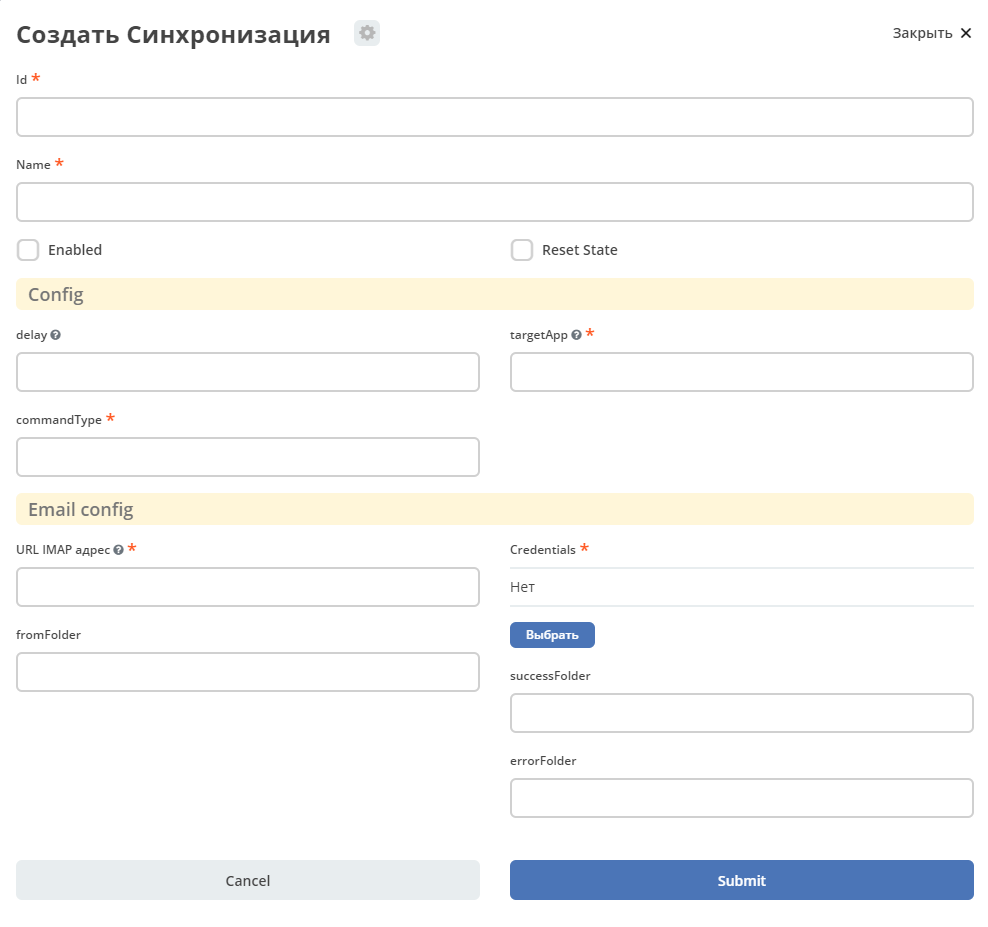 Создать Синхронизация
Закрыть ✕
Id *
Name *
Enabled
Reset State
Config
delay
targetApp *
commandType *
Email config
URL IMAP адрес *
Credentials *
Нет
Выбрать
fromFolder
successFolder
errorFolder
Cancel
Submit